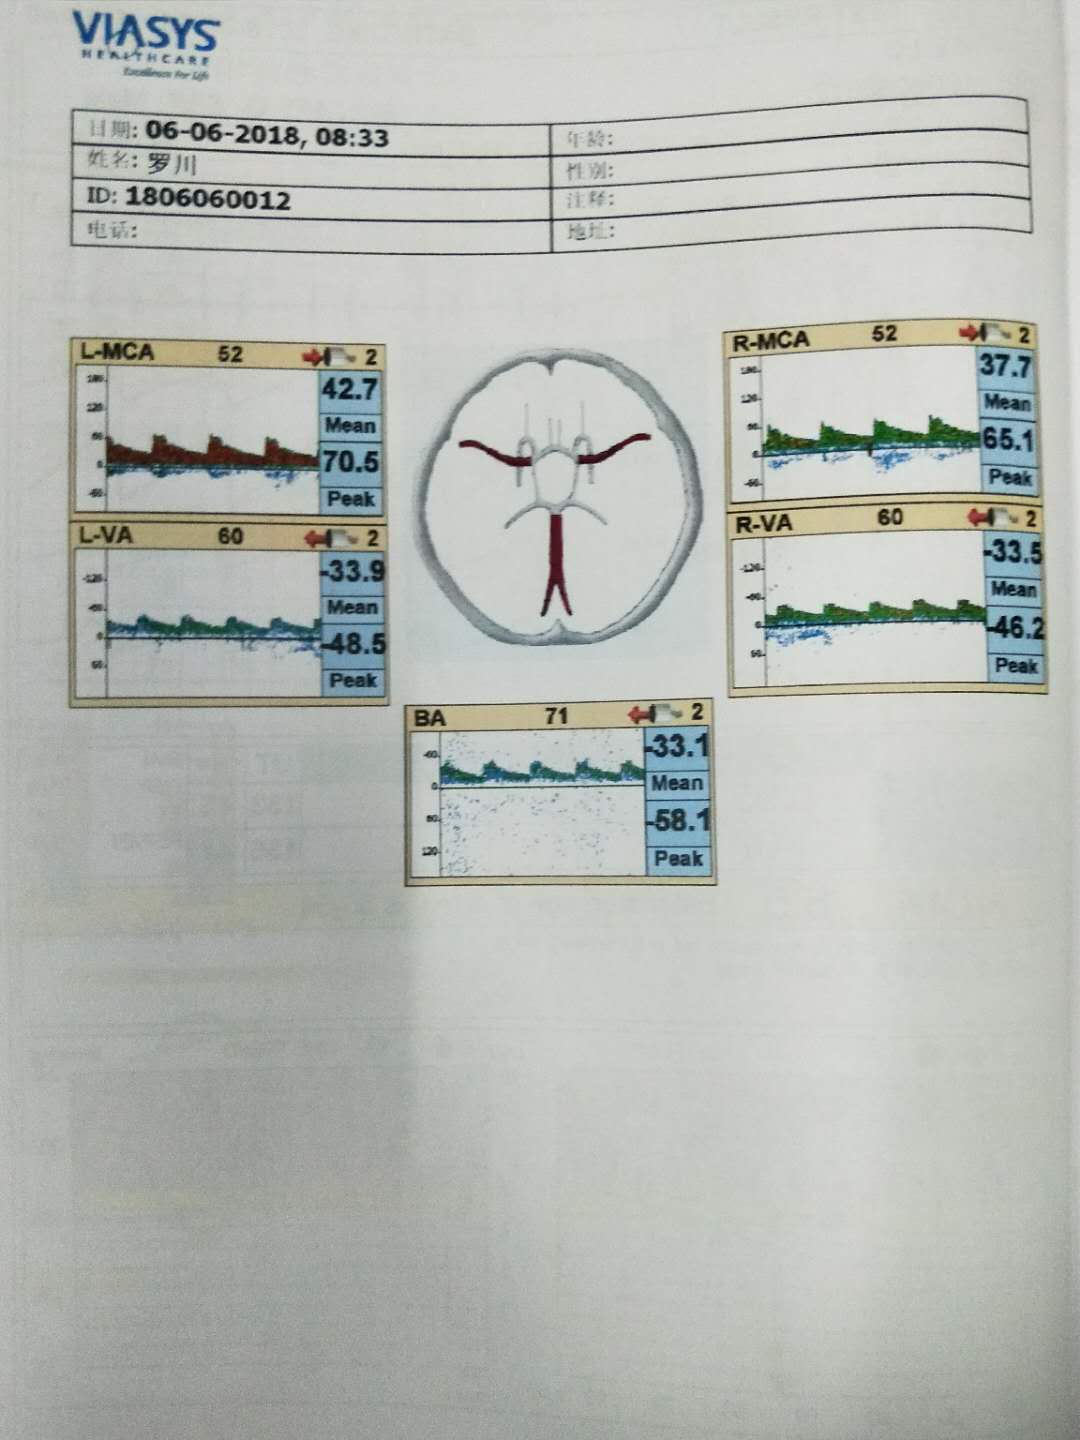 VIASYS
HEALTHCARE
Excellence For Life
日期: 06-06-2018, 08:33
年龄:
姓名: 罗川
性别:
ID: 1806060012
注释:
电话:
地址:
L-MCA 52 2
180
120
60
0
-60
42.7
Mean
70.5
Peak
R-MCA 52 2
180
120
60
0
-60
37.7
Mean
65.1
Peak
L-VA 60 2
-120
-60
0
60
-33.9
Mean
-48.5
Peak
R-VA 60 2
-120
-60
0
60
-33.5
Mean
-46.2
Peak
BA 71 2
-60
0
60
120
-33.1
Mean
-58.1
Peak